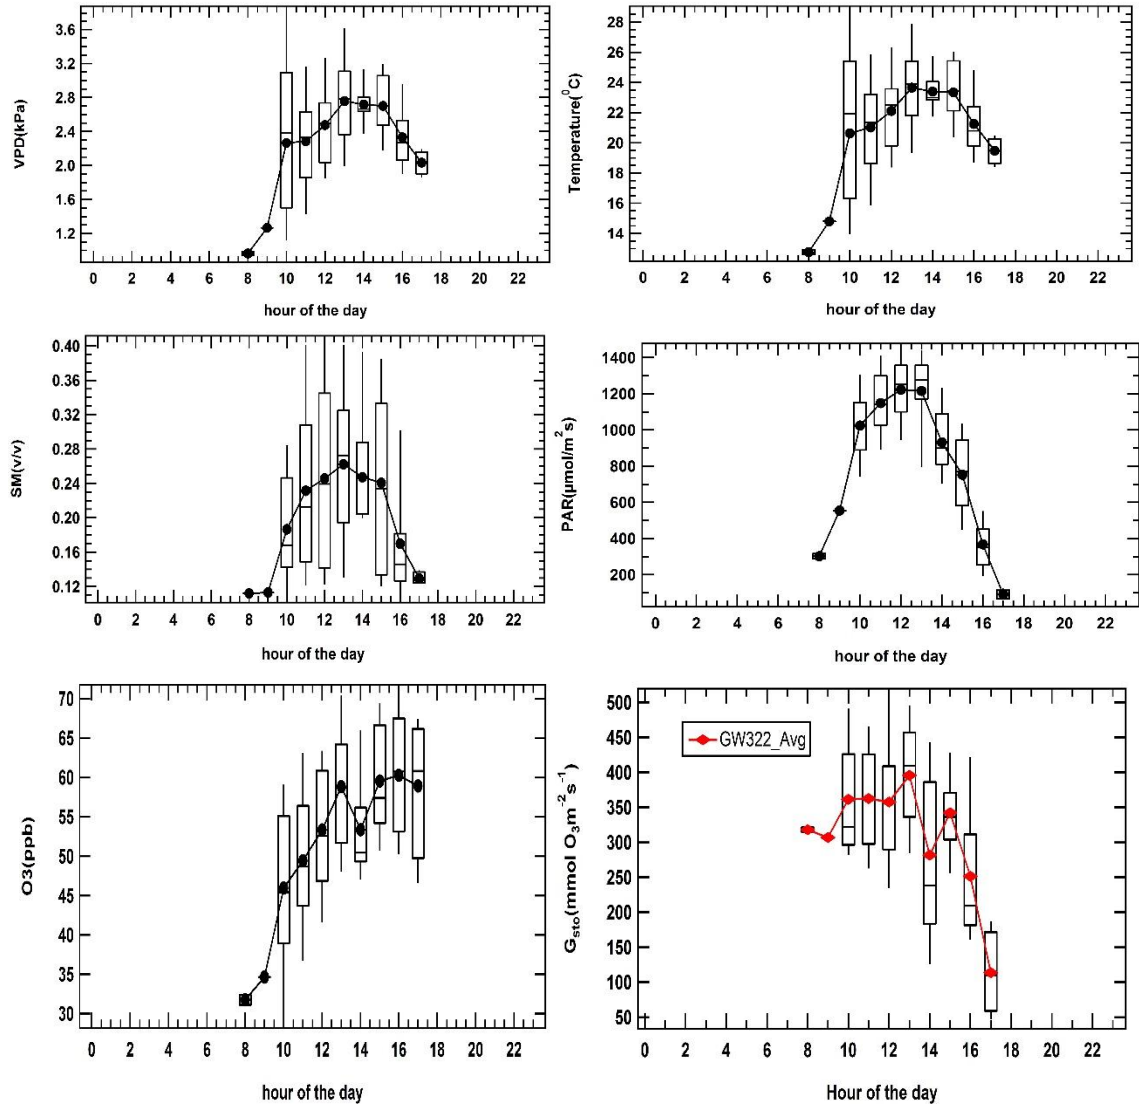 3.6
3.2
2.8
2.4
2.0
1.6
1.2
VPD(kPa)
0 2 4 6 8 10 12 14 16 18 20 22
hour of the day
28
26
24
22
20
18
16
14
Temperature(⁰C)
0 2 4 6 8 10 12 14 16 18 20 22
hour of the day
0.40
0.36
0.32
0.28
0.24
0.20
0.16
0.12
SM(v/v)
0 2 4 6 8 10 12 14 16 18 20 22
hour of the day
1400
1200
1000
800
600
400
200
PAR(µmol/m²s)
0 2 4 6 8 10 12 14 16 18 20 22
hour of the day
70
65
60
55
50
45
40
35
30
O3(ppb)
0 2 4 6 8 10 12 14 16 18 20 22
hour of the day
500
450
400
350
300
250
200
150
100
50
Gsto(mmol O₃m⁻²s⁻¹)
GW322_Avg
0 2 4 6 8 10 12 14 16 18 20 22
Hour of the day